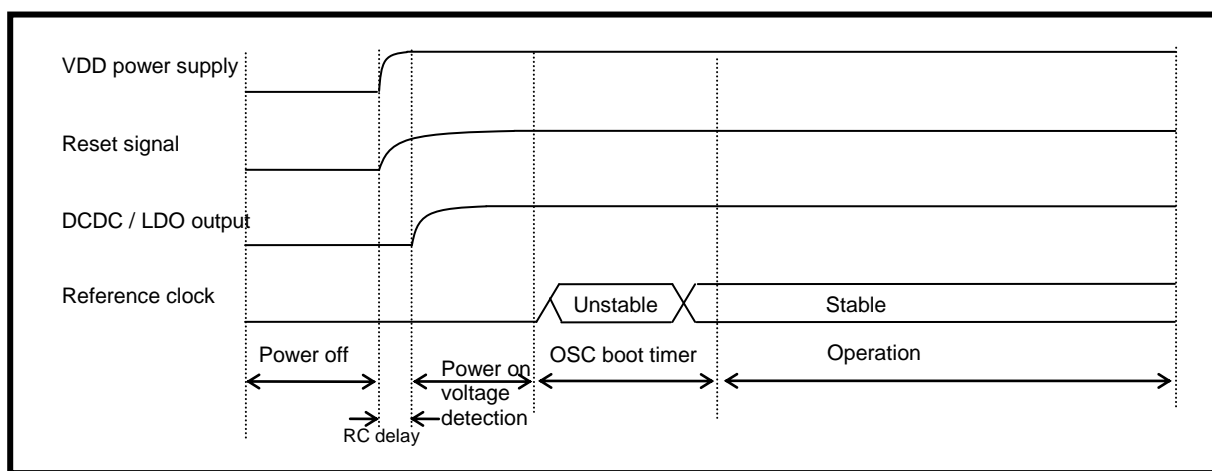 VDD power supply
Reset signal
DCDC / LDO output
Reference clock
Unstable
Stable
Power off
OSC boot timer
Operation
Power on
voltage
detection
RC delay